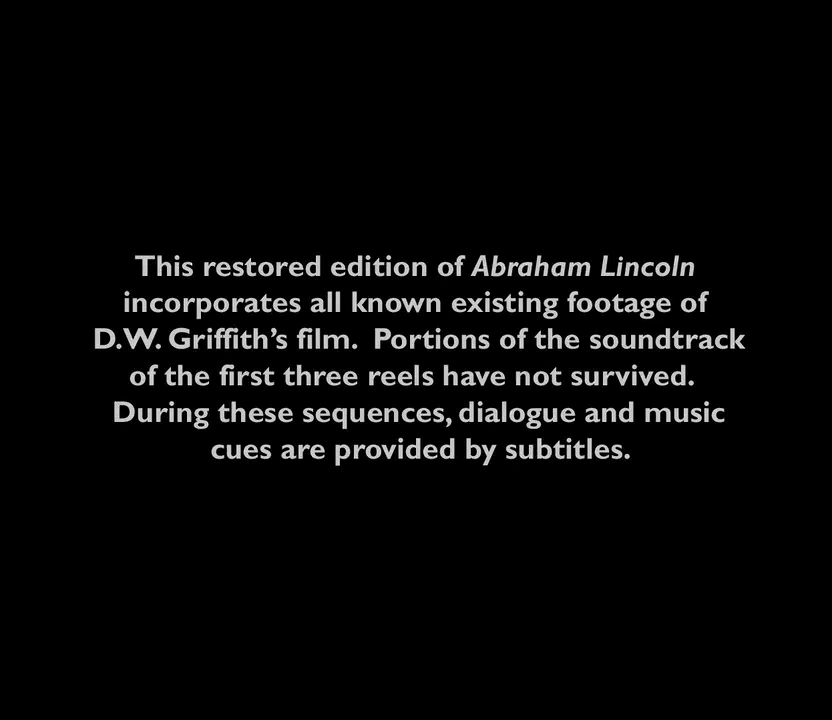 This restored edition of Abraham Lincoln
incorporates all known existing footage of
D.W. Griffith’s film.  Portions of the soundtrack
of the first three reels have not survived.
During these sequences, dialogue and music
cues are provided by subtitles.